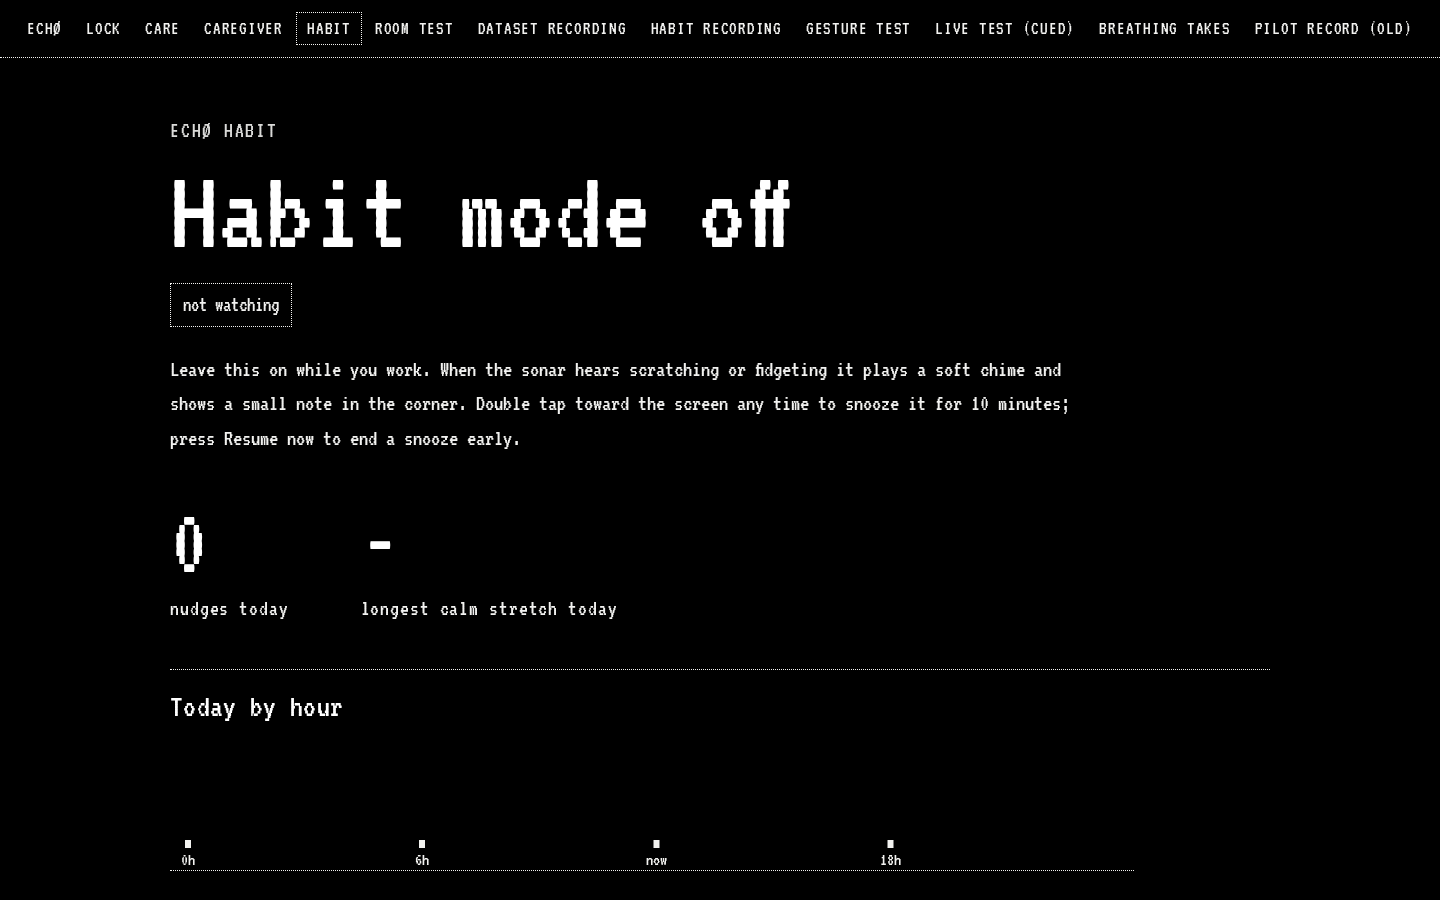 ECHØ LOCK CARE CAREGIVER HABIT ROOM TEST DATASET RECORDING HABIT RECORDING GESTURE TEST LIVE TEST (CUED) BREATHING TAKES PILOT RECORD (OLD)
ECHØ HABIT
Habit mode off
not watching
Leave this on while you work. When the sonar hears scratching or fidgeting it plays a soft chime and
shows a small note in the corner. Double tap toward the screen any time to snooze it for 10 minutes;
press Resume now to end a snooze early.
0 –
nudges today longest calm stretch today
Today by hour
0h 6h now 18h